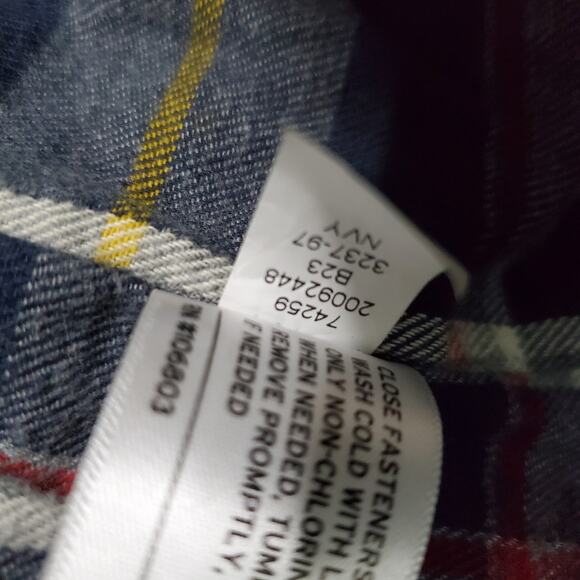 74259
20092448
B23
3237-97
NVY
CLOSE FASTENERS
WASH COLD WITH
ONLY NON-CHLORIN
WHEN NEEDED, TUM
REMOVE PROMPTLY,
F NEEDED
RN #106803